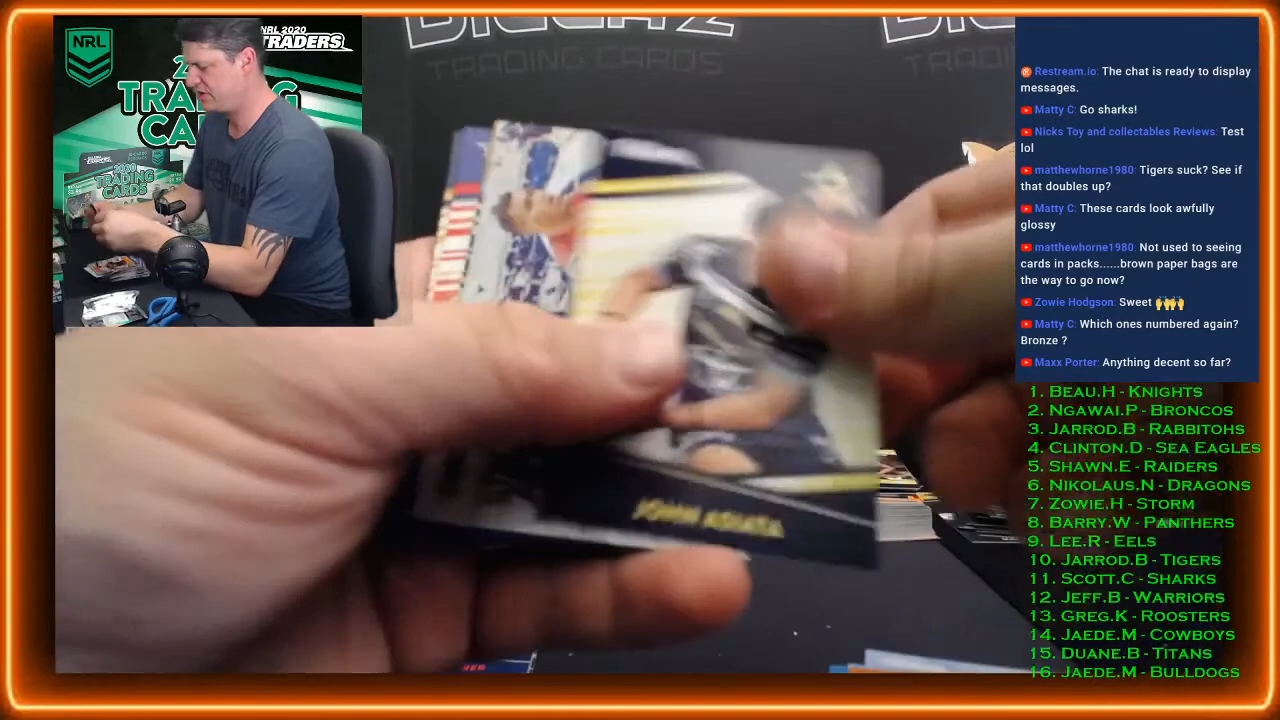 NRL
NRL 2020
TRADERS
TRADING CARDS
2020
TRADING
CARDS
JOHN ASIATA
Restream.io: The chat is ready to display
messages.
Matty C: Go sharks!
Nicks Toy and collectables Reviews: Test
lol
matthewhorne1980: Tigers suck? See if
that doubles up?
Matty C: These cards look awfully
glossy
matthewhorne1980: Not used to seeing
cards in packs......brown paper bags are
the way to go now?
Zowie Hodgson: Sweet 🙌🙌
Matty C: Which ones numbered again?
Bronze ?
Maxx Porter: Anything decent so far?
1. BEAU.H - KNIGHTS
2. NGAWAI.P - BRONCOS
3. JARROD.B - RABBITOHS
4. CLINTON.D - SEA EAGLES
5. SHAWN.E - RAIDERS
6. NIKOLAUS.N - DRAGONS
7. ZOWIE.H - STORM
8. BARRY.W - PANTHERS
9. LEE.R - EELS
10. JARROD.B - TIGERS
11. SCOTT.C - SHARKS
12. JEFF.B - WARRIORS
13. GREG.K - ROOSTERS
14. JAEDE.M - COWBOYS
15. DUANE.B - TITANS
16. JAEDE.M - BULLDOGS